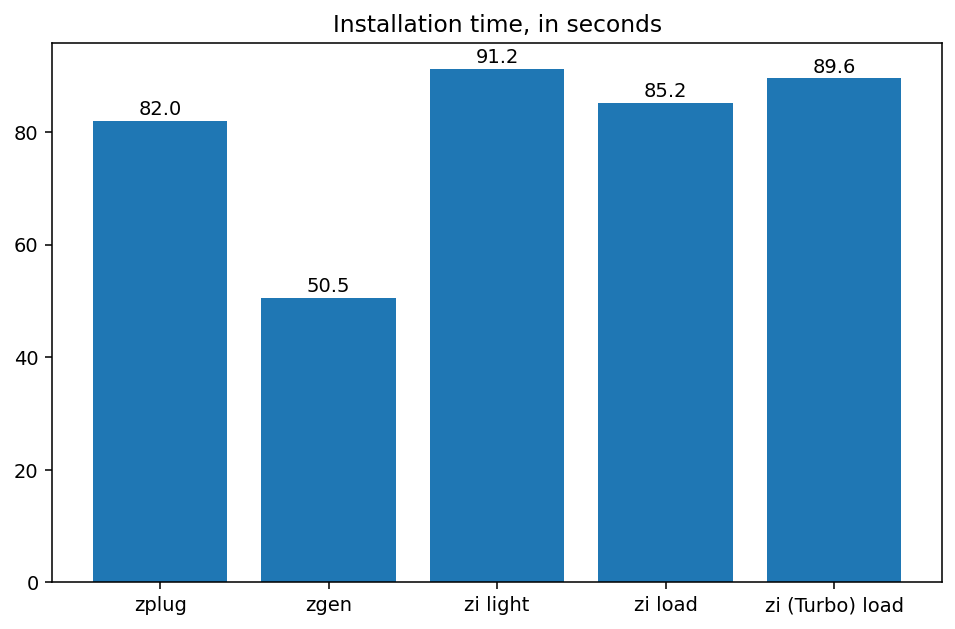 Installation time, in seconds
91.2
89.6
85.2
82.0
80
60
50.5
40
20
0
zplug
zgen
zi light
zi load
zi (Turbo) load